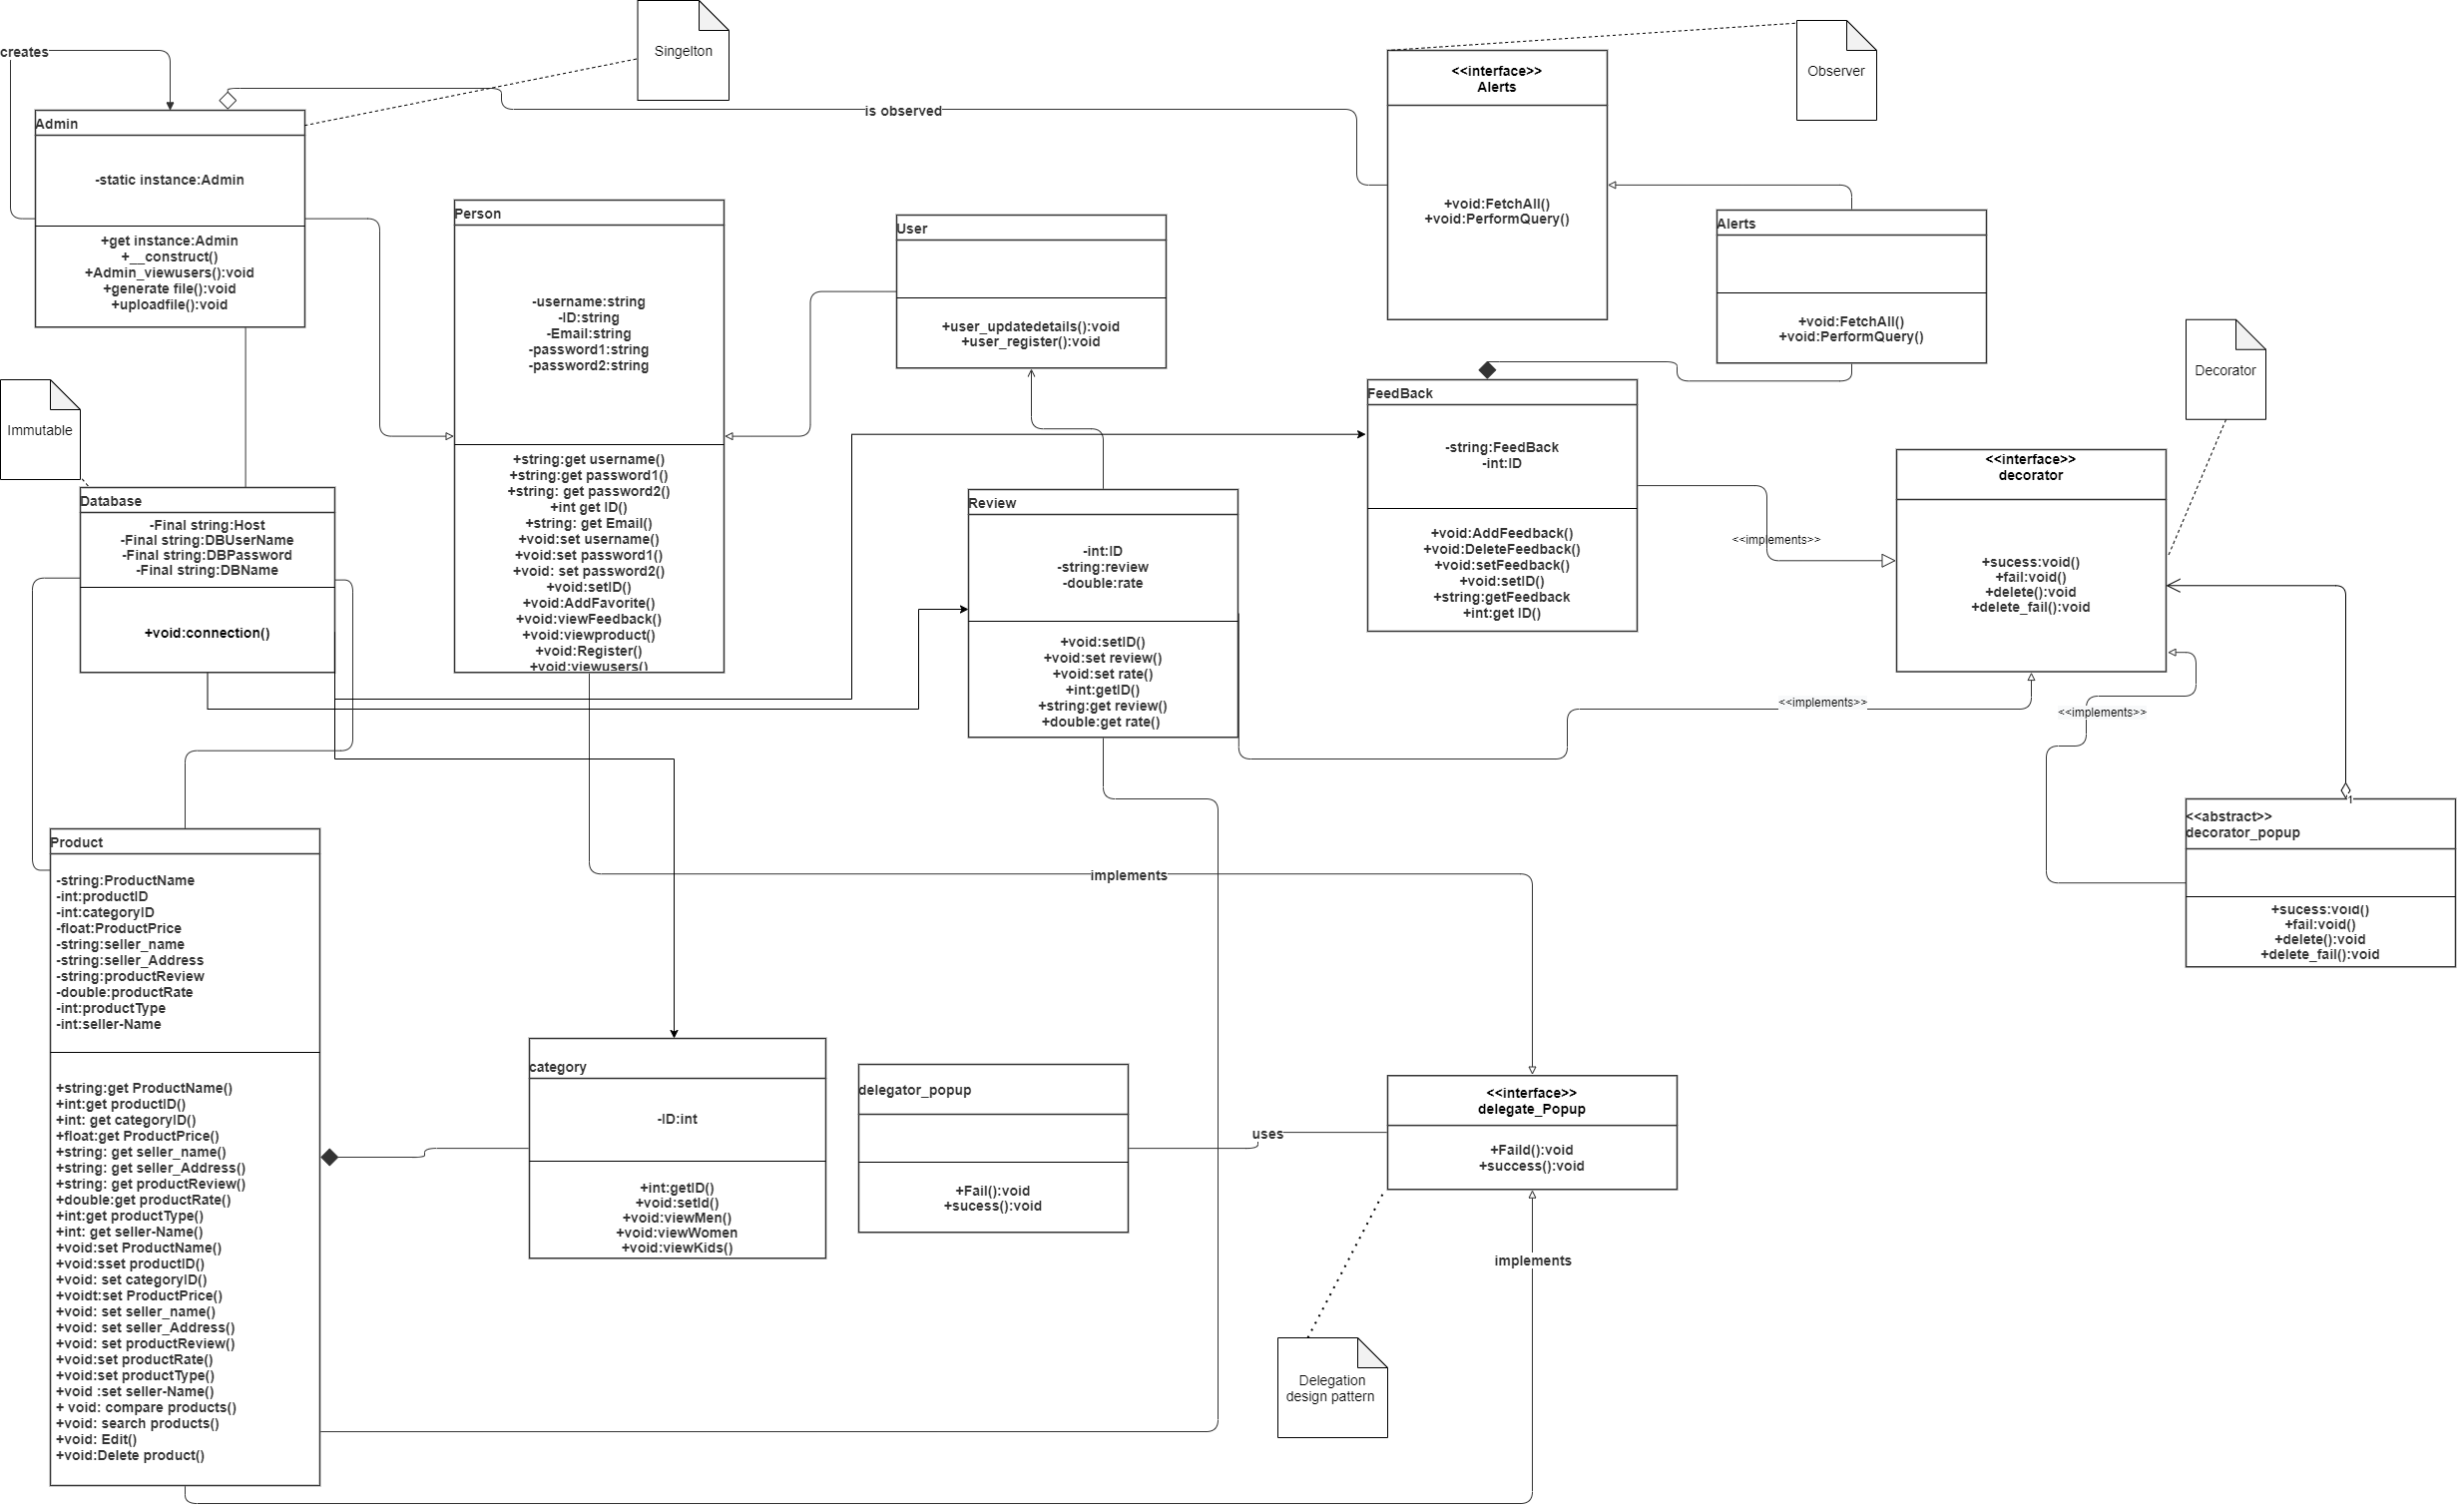 creates
Admin
-static instance:Admin
+get instance:Admin
+__construct()
+Admin_viewusers():void
+generate file():void
+uploadfile():void
Singelton
is observed
<<interface>>
Alerts
+void:FetchAll()
+void:PerformQuery()
Observer
Alerts
+void:FetchAll()
+void:PerformQuery()
Person
-username:string
-ID:string
-Email:string
-password1:string
-password2:string
+string:get username()
+string:get password1()
+string: get password2()
+int get ID()
+string: get Email()
+void:set username()
+void:set password1()
+void: set password2()
+void:setID()
+void:AddFavorite()
+void:viewFeedback()
+void:viewproduct()
+void:Register()
+void:viewusers()
User
+user_updatedetails():void
+user_register():void
Immutable
Database
-Final string:Host
-Final string:DBUserName
-Final string:DBPassword
-Final string:DBName
+void:connection()
Review
-int:ID
-string:review
-double:rate
+void:setID()
+void:set review()
+void:set rate()
+int:getID()
+string:get review()
+double:get rate()
FeedBack
-string:FeedBack
-int:ID
+void:AddFeedback()
+void:DeleteFeedback()
+void:setFeedback()
+void:setID()
+string:getFeedback
+int:get ID()
<<implements>>
Decorator
<<interface>>
decorator
+sucess:void()
+fail:void()
+delete():void
+delete_fail():void
<<implements>>
<<implements>>
1
<<abstract>>
decorator_popup
+sucess:void()
+fail:void()
+delete():void
+delete_fail():void
Product
-string:ProductName
-int:productID
-int:categoryID
-float:ProductPrice
-string:seller_name
-string:seller_Address
-string:productReview
-double:productRate
-int:productType
-int:seller-Name
+string:get ProductName()
+int:get productID()
+int: get categoryID()
+float:get ProductPrice()
+string: get seller_name()
+string: get seller_Address()
+string: get productReview()
+double:get productRate()
+int:get productType()
+int: get seller-Name()
+void:set ProductName()
+void:sset productID()
+void: set categoryID()
+voidt:set ProductPrice()
+void: set seller_name()
+void: set seller_Address()
+void: set productReview()
+void:set productRate()
+void:set productType()
+void :set seller-Name()
+ void: compare products()
+void: search products()
+void: Edit()
+void:Delete product()
implements
category
-ID:int
+int:getID()
+void:setId()
+void:viewMen()
+void:viewWomen
+void:viewKids()
delegator_popup
+Fail():void
+sucess():void
uses
<<interface>>
delegate_Popup
+Faild():void
+success():void
implements
Delegation
design pattern